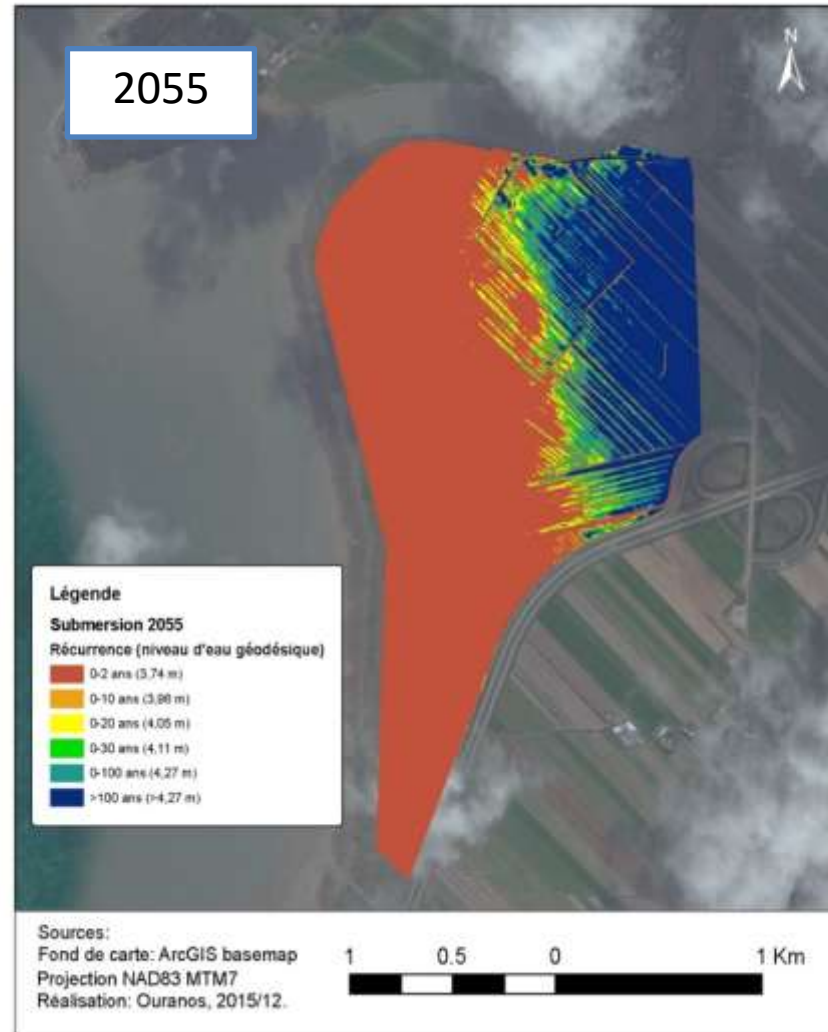 2055
N
Légende
Submersion 2055
Récurrence (niveau d'eau géodésique)
0-2 ans (3,74 m)
0-10 ans (3,98 m)
0-20 ans (4,05 m)
0-30 ans (4,11 m)
0-100 ans (4,27 m)
>100 ans (>4,27 m)
Sources:
Fond de carte: ArcGIS basemap
Projection NAD83 MTM7
Réalisation: Ouranos, 2015/12.
1 0.5 0 1 Km